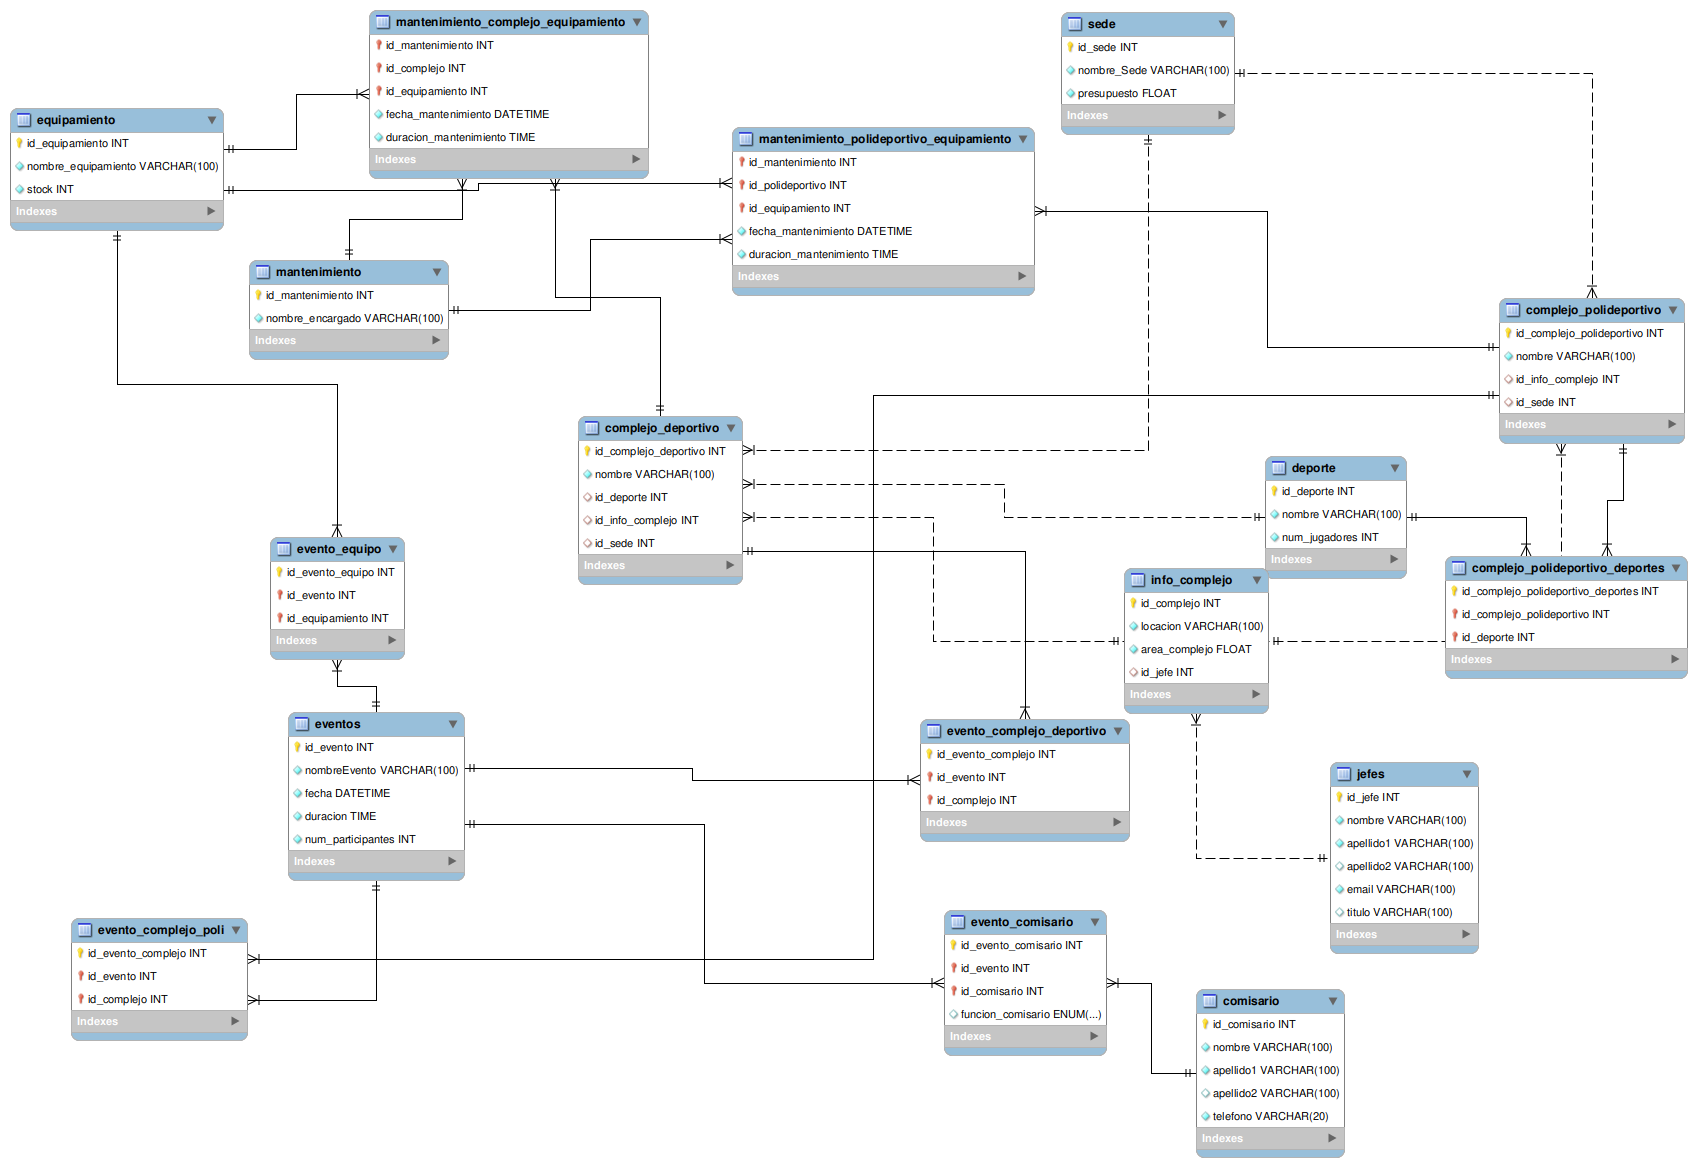 mantenimiento_complejo_equipamiento
id_mantenimiento INT
id_complejo INT
id_equipamiento INT
fecha_mantenimiento DATETIME
duracion_mantenimiento TIME
Indexes
sede
id_sede INT
nombre_Sede VARCHAR(100)
presupuesto FLOAT
Indexes
equipamiento
id_equipamiento INT
nombre_equipamiento VARCHAR(100)
stock INT
Indexes
mantenimiento_polideportivo_equipamiento
id_mantenimiento INT
id_polideportivo INT
id_equipamiento INT
fecha_mantenimiento DATETIME
duracion_mantenimiento TIME
Indexes
mantenimiento
id_mantenimiento INT
nombre_encargado VARCHAR(100)
Indexes
complejo_polideportivo
id_complejo_polideportivo INT
nombre VARCHAR(100)
id_info_complejo INT
id_sede INT
Indexes
complejo_deportivo
id_complejo_deportivo INT
nombre VARCHAR(100)
id_deporte INT
id_info_complejo INT
id_sede INT
Indexes
deporte
id_deporte INT
nombre VARCHAR(100)
num_jugadores INT
Indexes
evento_equipo
id_evento_equipo INT
id_evento INT
id_equipamiento INT
Indexes
info_complejo
id_complejo INT
locacion VARCHAR(100)
area_complejo FLOAT
id_jefe INT
Indexes
complejo_polideportivo_deportes
id_complejo_polideportivo_deportes INT
id_complejo_polideportivo INT
id_deporte INT
Indexes
eventos
id_evento INT
nombreEvento VARCHAR(100)
fecha DATETIME
duracion TIME
num_participantes INT
Indexes
evento_complejo_deportivo
id_evento_complejo INT
id_evento INT
id_complejo INT
Indexes
jefes
id_jefe INT
nombre VARCHAR(100)
apellido1 VARCHAR(100)
apellido2 VARCHAR(100)
email VARCHAR(100)
titulo VARCHAR(100)
Indexes
evento_complejo_poli
id_evento_complejo INT
id_evento INT
id_complejo INT
Indexes
evento_comisario
id_evento_comisario INT
id_evento INT
id_comisario INT
funcion_comisario ENUM(...)
Indexes
comisario
id_comisario INT
nombre VARCHAR(100)
apellido1 VARCHAR(100)
apellido2 VARCHAR(100)
telefono VARCHAR(20)
Indexes